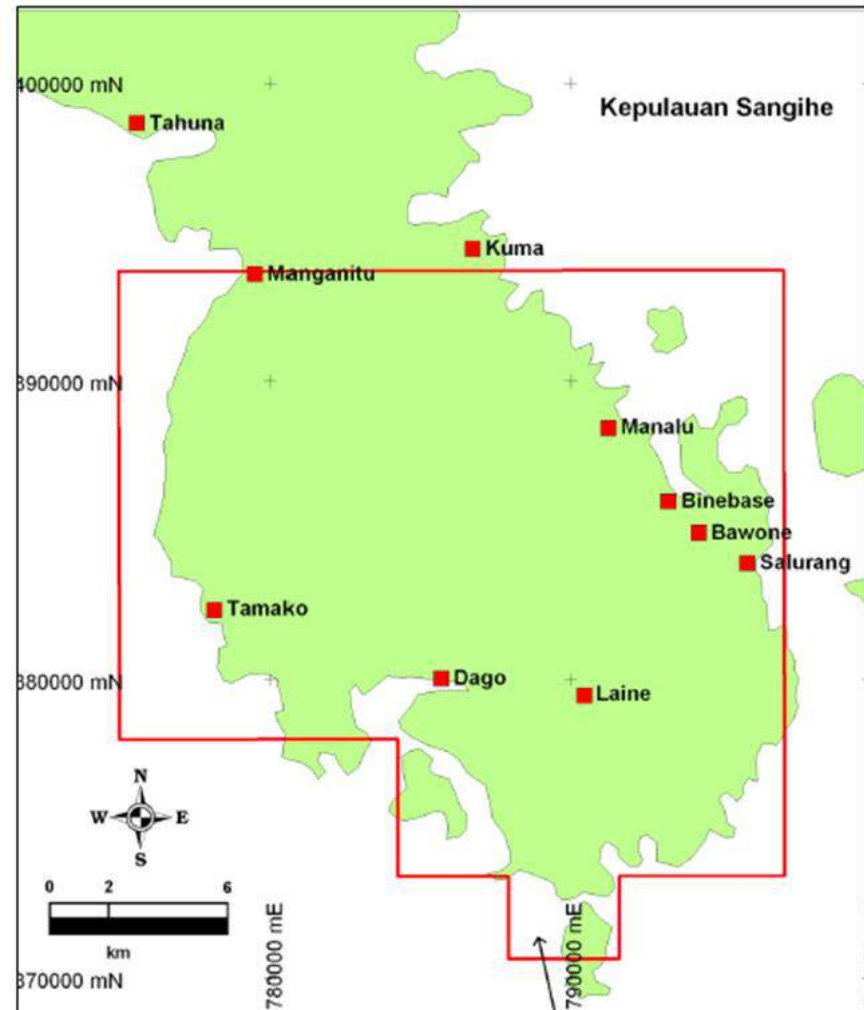 400000 mN
Kepulauan Sangihe
Tahuna
Kuma
Manganitu
390000 mN
Manalu
Binebase
Bawone
Salurang
Tamako
380000 mN
Dago
Laine
N
W E
S
0 2 6
km
780000 mE
790000 mE
370000 mN